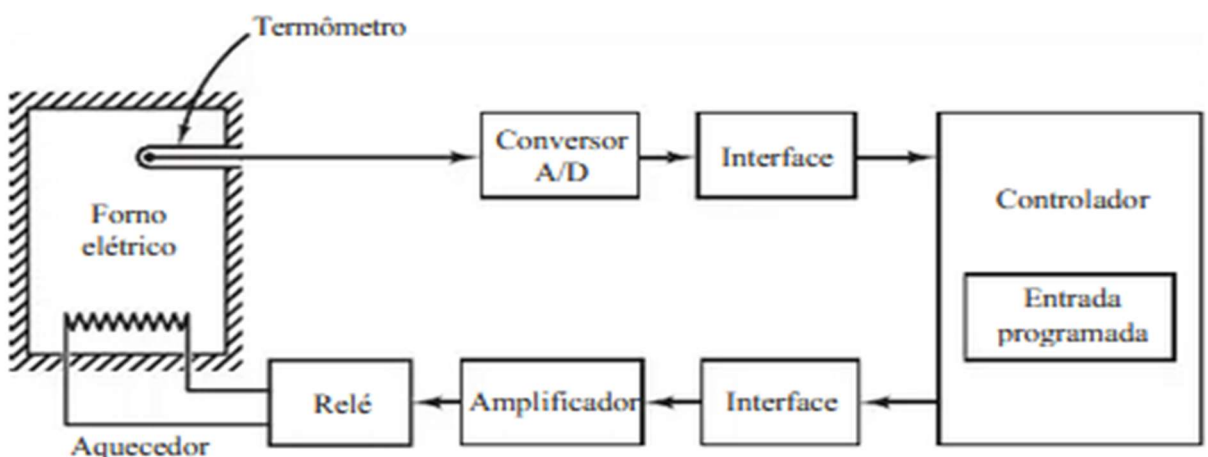 Termômetro
Conversor
A/D
Interface
Controlador
Forno
elétrico
Entrada
programada
Relé
Amplificador
Interface
Aquecedor